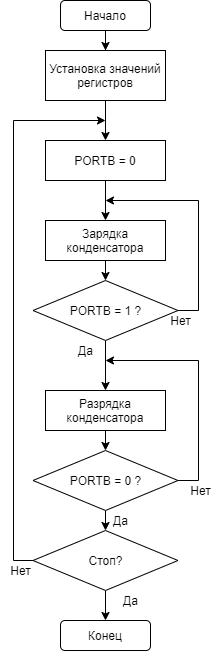 Начало
Установка значений
регистров
PORTB = 0
Зарядка
конденсатора
PORTB = 1 ?
Нет
Да
Разрядка
конденсатора
PORTB = 0 ?
Нет
Да
Стоп?
Нет
Да
Конец